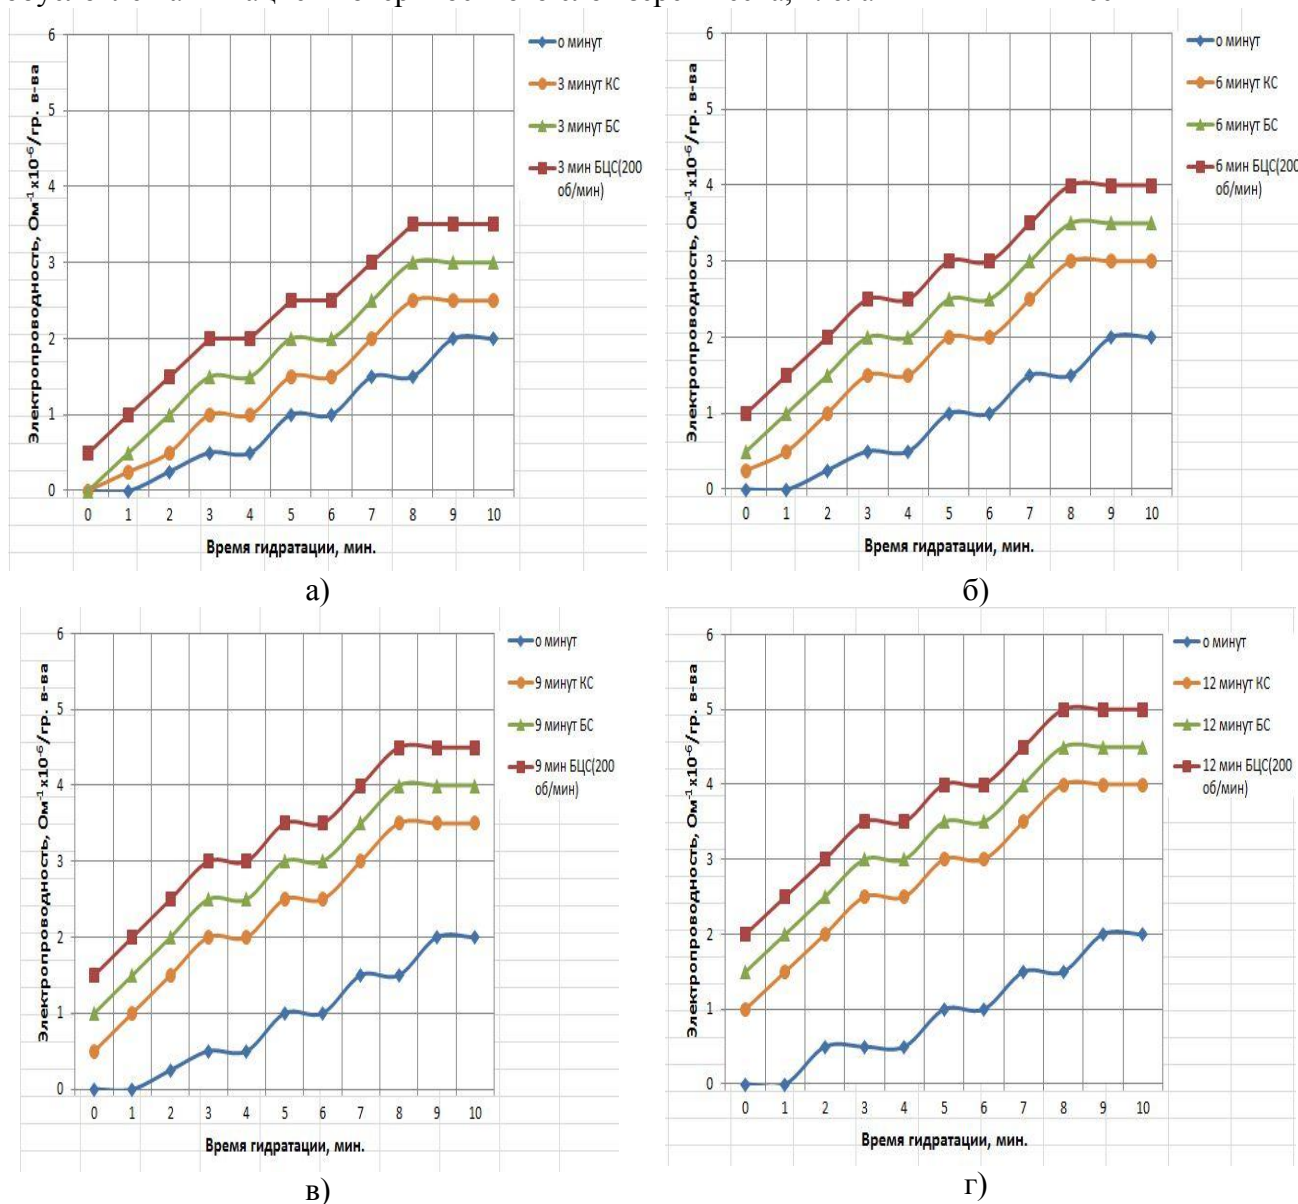 Электропроводность, Ом⁻¹х10⁻⁶/гр. в-ва
6
5
4
3
2
1
0
0 1 2 3 4 5 6 7 8 9 10
Время гидратации, мин.
о минут
3 минут КС
3 минут БС
3 мин БЦС(200
об/мин)
а)
Электропроводность, Ом⁻¹х10⁻⁶/гр. в-ва
6
5
4
3
2
1
0
0 1 2 3 4 5 6 7 8 9 10
Время гидратации, мин.
о минут
6 минут КС
6 минут БС
6 мин БЦС(200
об/мин)
б)
Электропроводность, Ом⁻¹х10⁻⁶/гр. в-ва
6
5
4
3
2
1
0
0 1 2 3 4 5 6 7 8 9 10
Время гидратации, мин.
о минут
9 минут КС
9 минут БС
9 мин БЦС(200
об/мин)
в)
Электропроводность, Ом⁻¹х10⁻⁶/гр. в-ва
6
5
4
3
2
1
0
0 1 2 3 4 5 6 7 8 9 10
Время гидратации, мин.
о минут
12 минут КС
12 минут БС
12 мин БЦС(200
об/мин)
г)